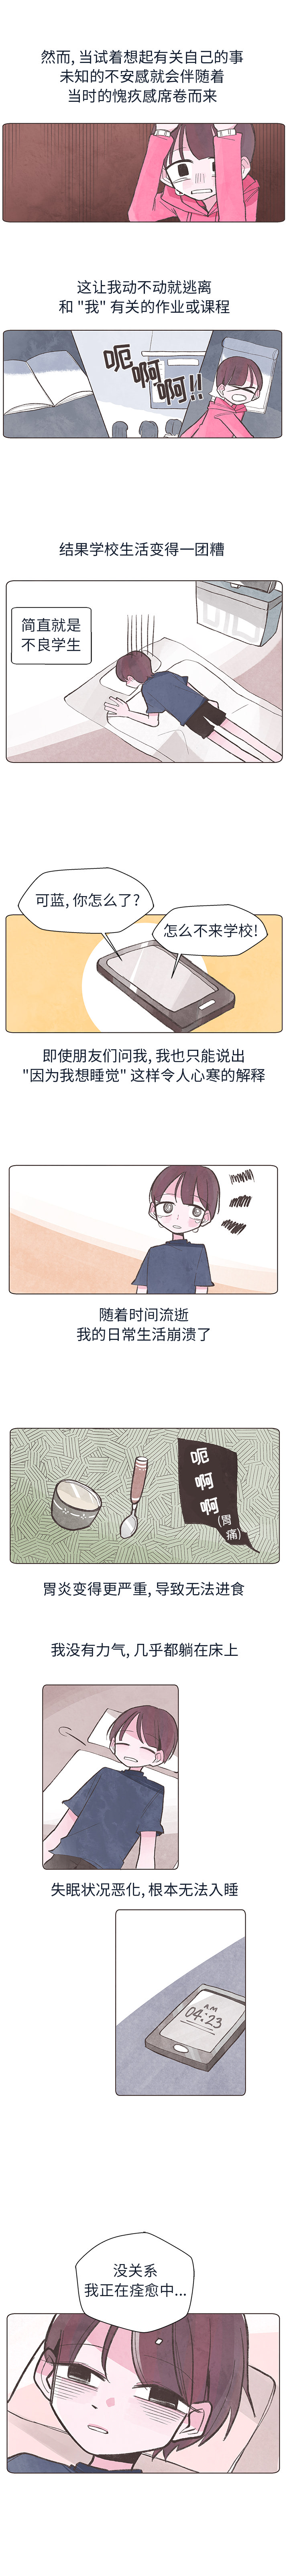 然而, 当试着想起有关自己的事
未知的不安感就会伴随着
当时的愧疚感席卷而来
这让我动不动就逃离
和 "我" 有关的作业或课程
呃啊啊!!
结果学校生活变得一团糟
简直就是
不良学生
可蓝, 你怎么了?
怎么不来学校!
即使朋友们问我, 我也只能说出
"因为我想睡觉" 这样令人心寒的解释
随着时间流逝
我的日常生活崩溃了
呃啊啊
(胃痛)
胃炎变得更严重, 导致无法进食
我没有力气, 几乎都躺在床上
失眠状况恶化, 根本无法入睡
A.M
04:23
没关系
我正在痊愈中...